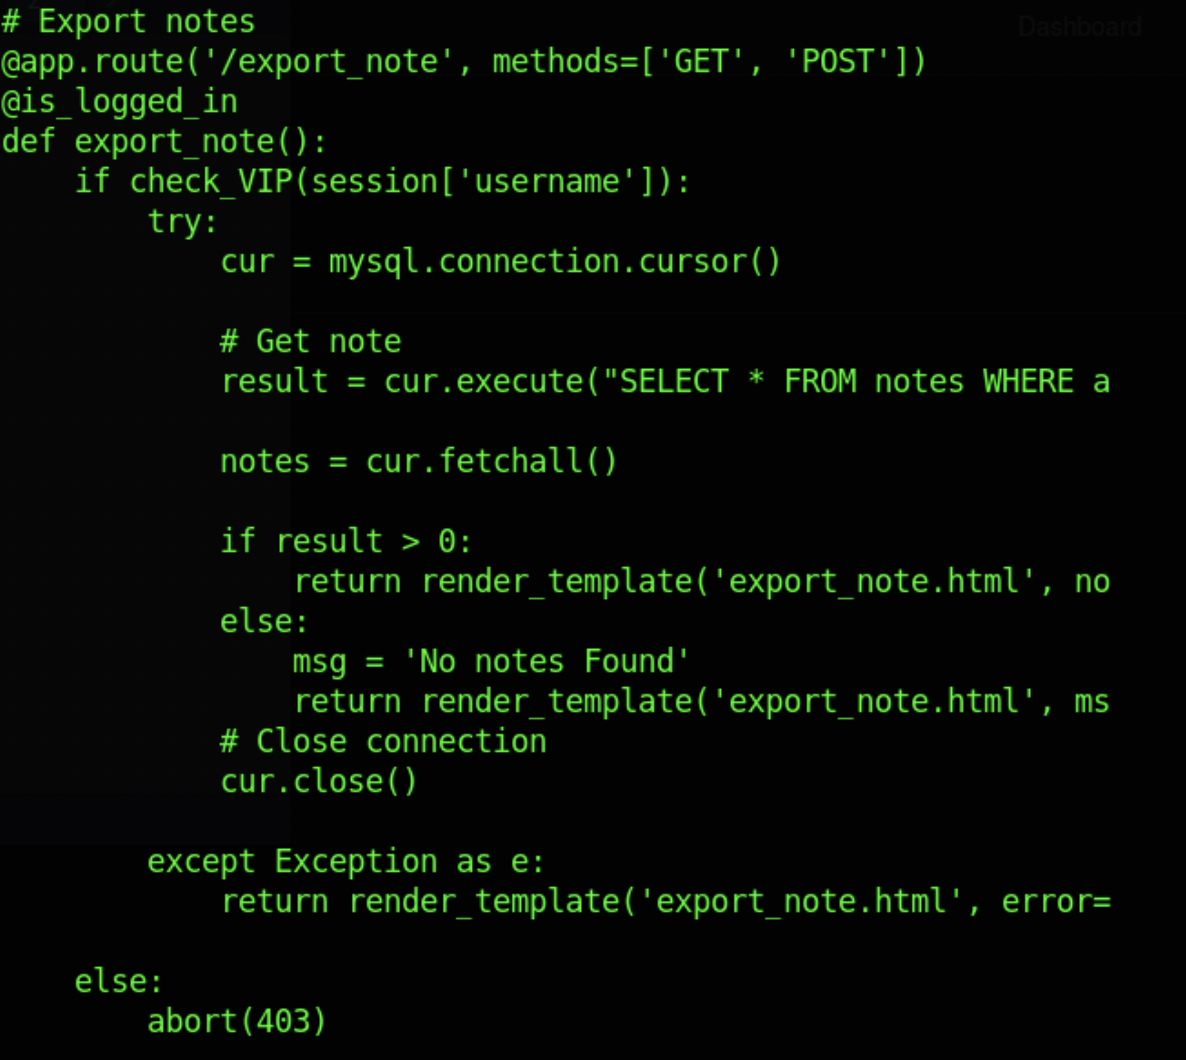 Dashboard
# Export notes
@app.route('/export_note', methods=['GET', 'POST'])
@is_logged_in
def export_note():
    if check_VIP(session['username']):
        try:
            cur = mysql.connection.cursor()
            # Get note
            result = cur.execute("SELECT * FROM notes WHERE a
            notes = cur.fetchall()
            if result > 0:
                return render_template('export_note.html', no
            else:
                msg = 'No notes Found'
                return render_template('export_note.html', ms
            # Close connection
            cur.close()
        except Exception as e:
            return render_template('export_note.html', error=
    else:
        abort(403)